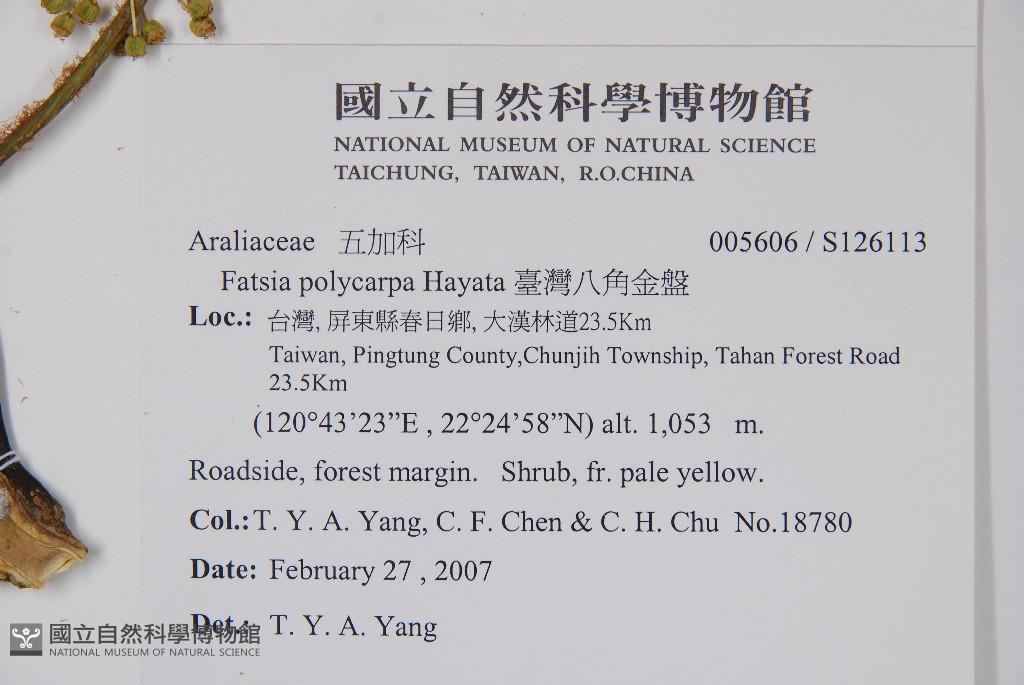 國立自然科學博物館
NATIONAL MUSEUM OF NATURAL SCIENCE
TAICHUNG, TAIWAN, R.O.CHINA
Araliaceae 五加科 005606 / S126113
Fatsia polycarpa Hayata 臺灣八角金盤
Loc.: 台灣, 屏東縣春日鄉, 大漢林道23.5Km
Taiwan, Pingtung County,Chunjih Township, Tahan Forest Road
23.5Km
(120°43’23”E , 22°24’58”N) alt. 1,053 m.
Roadside, forest margin. Shrub, fr. pale yellow.
Col.: T. Y. A. Yang, C. F. Chen & C. H. Chu No.18780
Date: February 27 , 2007
Det.: T. Y. A. Yang
國立自然科學博物館
NATIONAL MUSEUM OF NATURAL SCIENCE